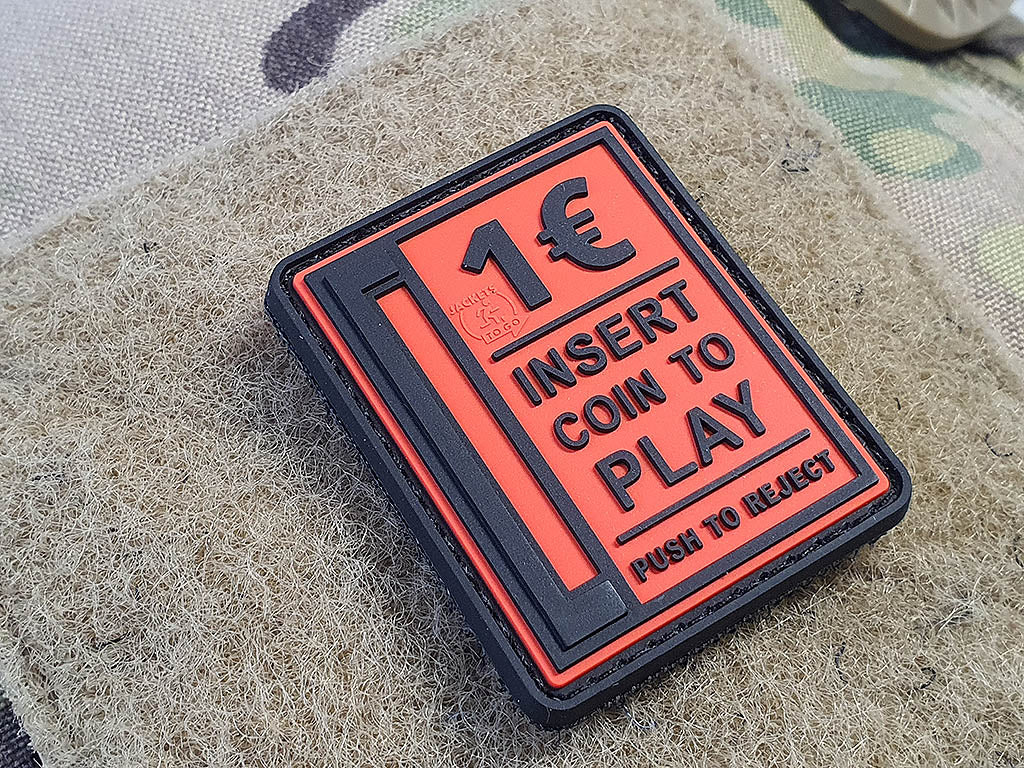 1€
JACKETS
TO GO
INSERT
COIN TO
PLAY
PUSH TO REJECT